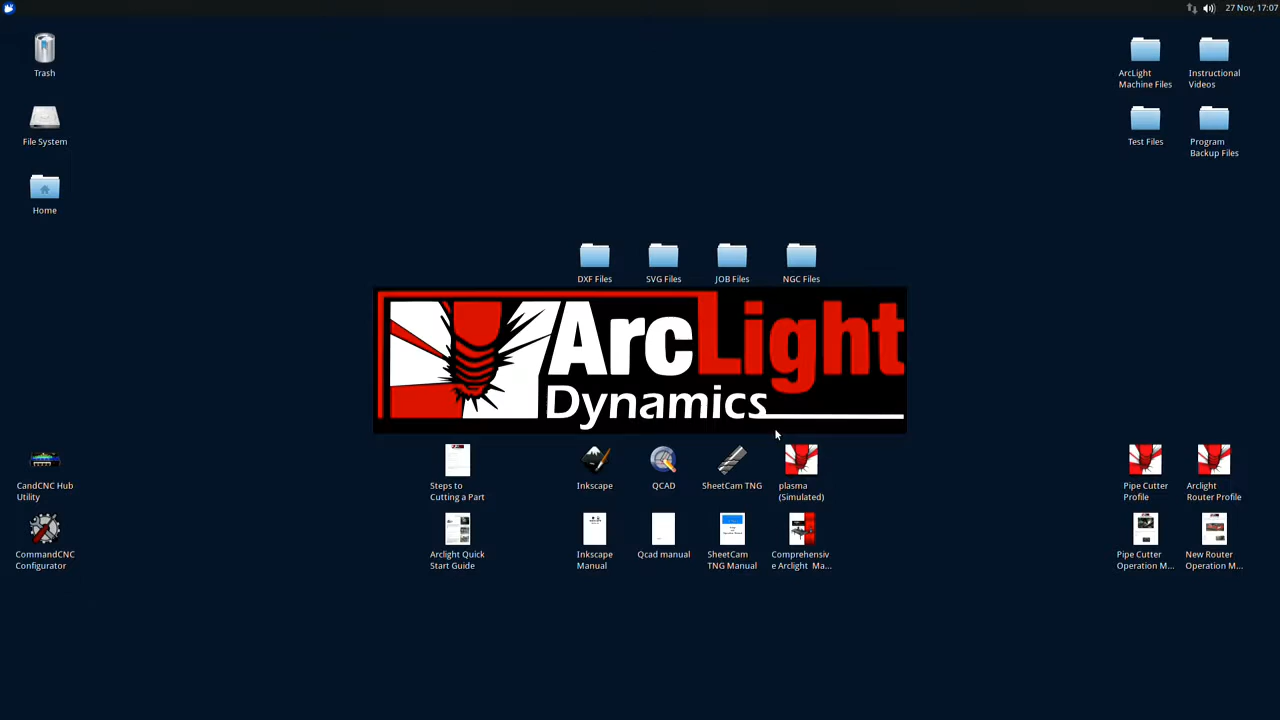 27 Nov, 17:07
Trash
ArcLight
Machine Files
Instructional
Videos
File System
Test Files
Program
Backup Files
Home
DXF Files
SVG Files
JOB Files
NGC Files
ArcLight
Dynamics
CandCNC Hub
Utility
Steps to
Cutting a Part
Inkscape
QCAD
SheetCam TNG
plasma
(Simulated)
Pipe Cutter
Profile
Arclight
Router Profile
CommandCNC
Configurator
Arclight Quick
Start Guide
Inkscape
Manual
Qcad manual
SheetCam
TNG Manual
Comprehensiv
e Arclight Ma...
Pipe Cutter
Operation M...
New Router
Operation M...